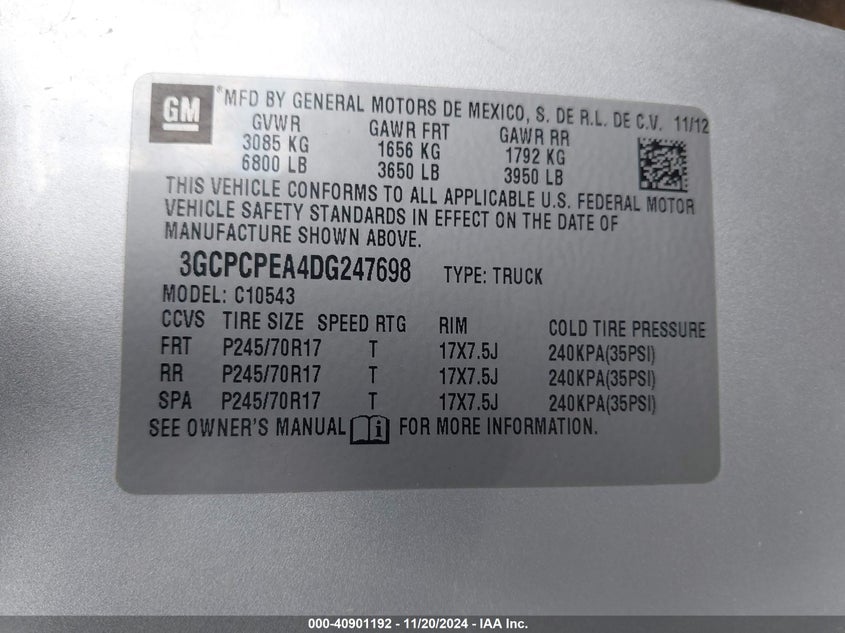 GM
® MFD BY GENERAL MOTORS DE MEXICO, S. DE R.L. DE C.V. 11/12
GVWR GAWR FRT GAWR RR
3085 KG 1656 KG 1792 KG
6800 LB 3650 LB 3950 LB
THIS VEHICLE CONFORMS TO ALL APPLICABLE U.S. FEDERAL MOTOR
VEHICLE SAFETY STANDARDS IN EFFECT ON THE DATE OF
MANUFACTURE SHOWN ABOVE.
3GCPCPEA4DG247698 TYPE: TRUCK
MODEL: C10543
CCVS TIRE SIZE SPEED RTG RIM COLD TIRE PRESSURE
FRT P245/70R17 T 17X7.5J 240KPA(35PSI)
RR P245/70R17 T 17X7.5J 240KPA(35PSI)
SPA P245/70R17 T 17X7.5J 240KPA(35PSI)
SEE OWNER'S MANUAL i FOR MORE INFORMATION.
000-40901192 - 11/20/2024 - IAA Inc.